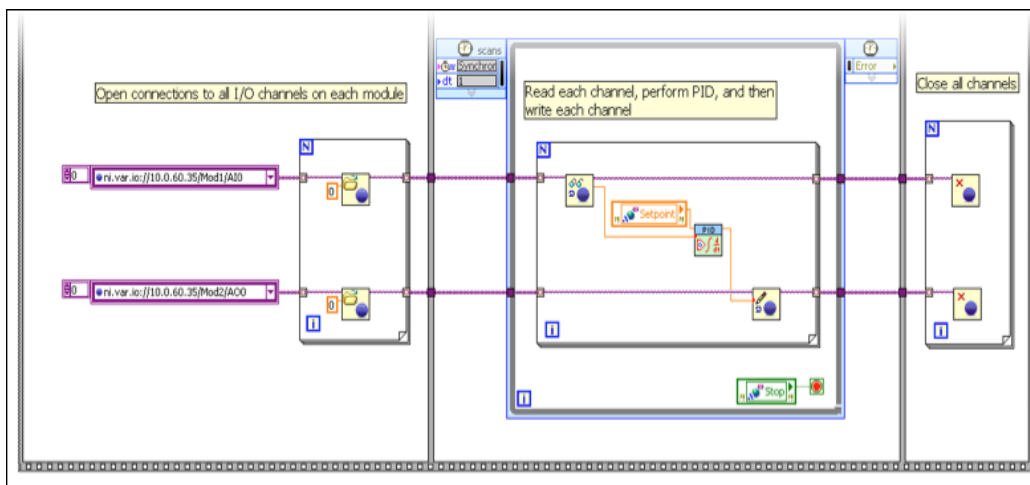 Open connections to all I/O channels on each module
0
ni.var.io://10.0.60.35/Mod1/AI0
0
ni.var.io://10.0.60.35/Mod2/AO0
N
0
0
i
scans
Synchror
dt
1
Error
Read each channel, perform PID, and then
write each channel
N
Setpoint
PID
i
Stop
i
Close all channels
N
i